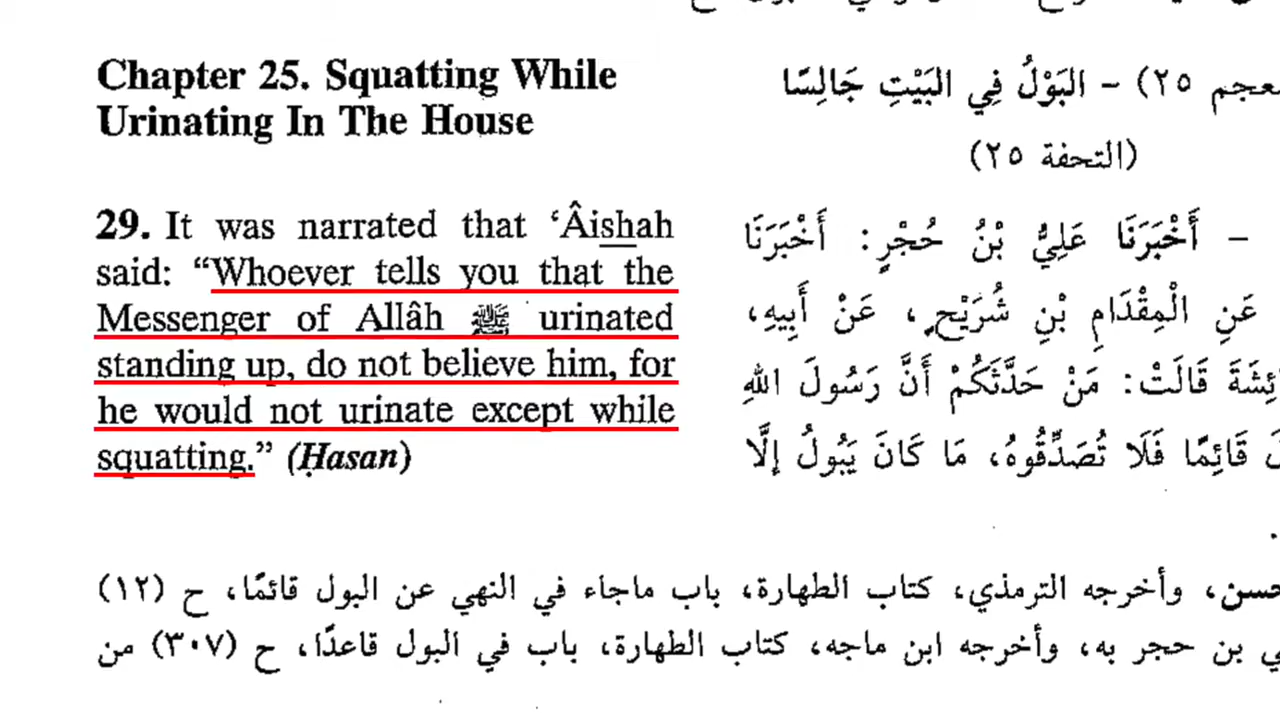 Chapter 25. Squatting While
Urinating In The House
29. It was narrated that ‘Âishah
said: “Whoever tells you that the
Messenger of Allâh ﷺ urinated
standing up, do not believe him, for
he would not urinate except while
squatting.” (Ḥasan)
٢٥) – البَوْلُ فِي البَيْتِ جَالِسًا
(التحفة ٢٥)
– أَخْبَرَنَا عَلِيُّ بْنُ حُجْرٍ: أَخْبَرَنَا
عَنِ الْمِقْدَامِ بْنِ شُرَيْحٍ، عَنْ أَبِيهِ،
قَالَتْ: مَنْ حَدَّثَكُمْ أَنَّ رَسُولَ اللهِ
قَائِمًا فَلَا تُصَدِّقُوهُ، مَا كَانَ يَبُولُ إِلَّا
وأخرجه الترمذي، كتاب الطهارة، باب ماجاء في النهي عن البول قائمًا، ح (١٢)
بن حجر به، وأخرجه ابن ماجه، كتاب الطهارة، باب في البول قاعدًا، ح (٣٠٧) من